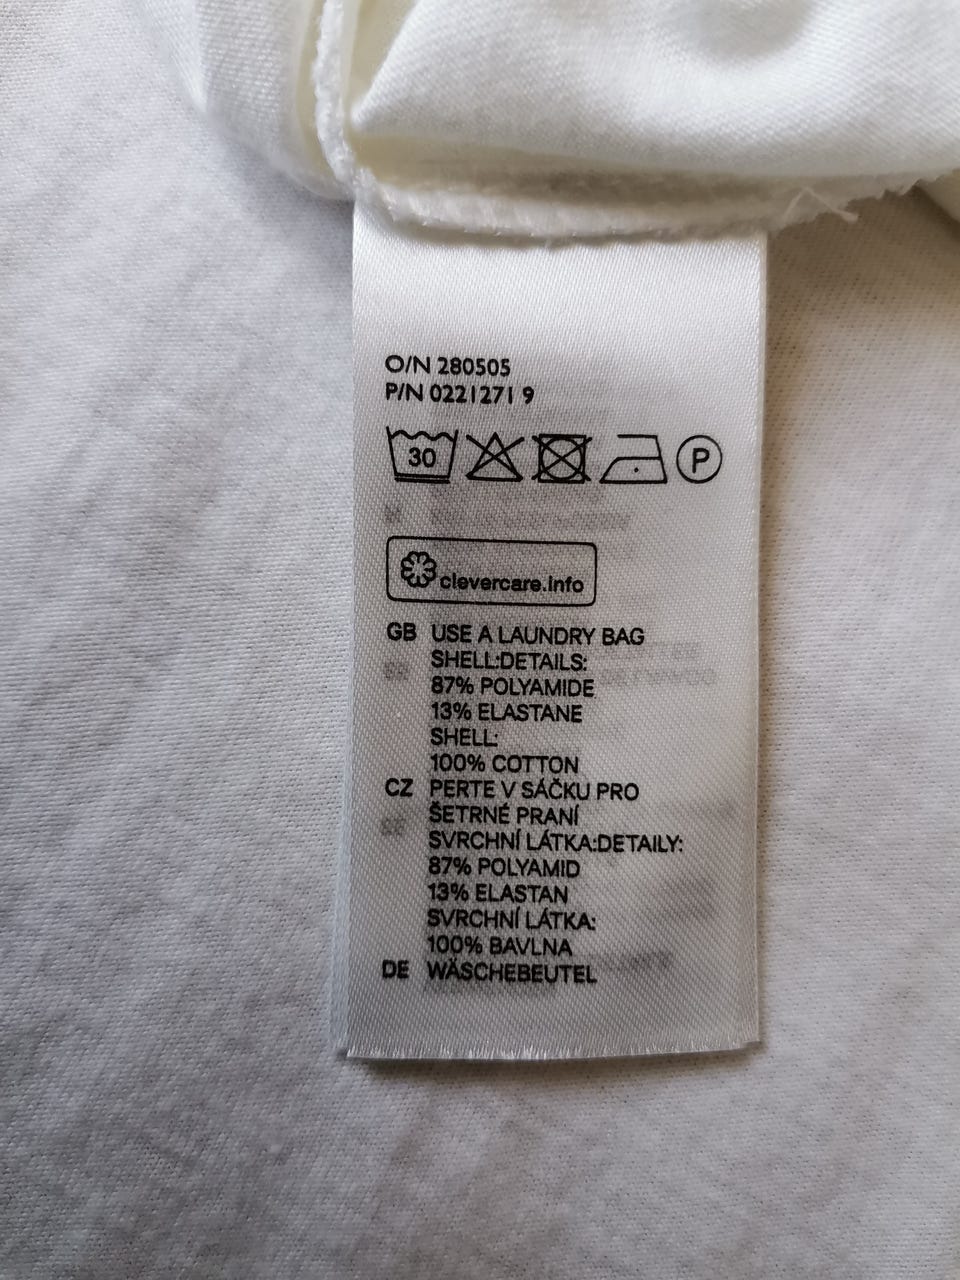 O/N 280505
P/N 0221271 9
30 P
clevercare.info
GB USE A LAUNDRY BAG
SHELL:DETAILS:
87% POLYAMIDE
13% ELASTANE
SHELL:
100% COTTON
CZ PERTE V SÁČKU PRO
ŠETRNÉ PRANÍ
SVRCHNÍ LÁTKA:DETAILY:
87% POLYAMID
13% ELASTAN
SVRCHNÍ LÁTKA:
100% BAVLNA
DE WÄSCHEBEUTEL